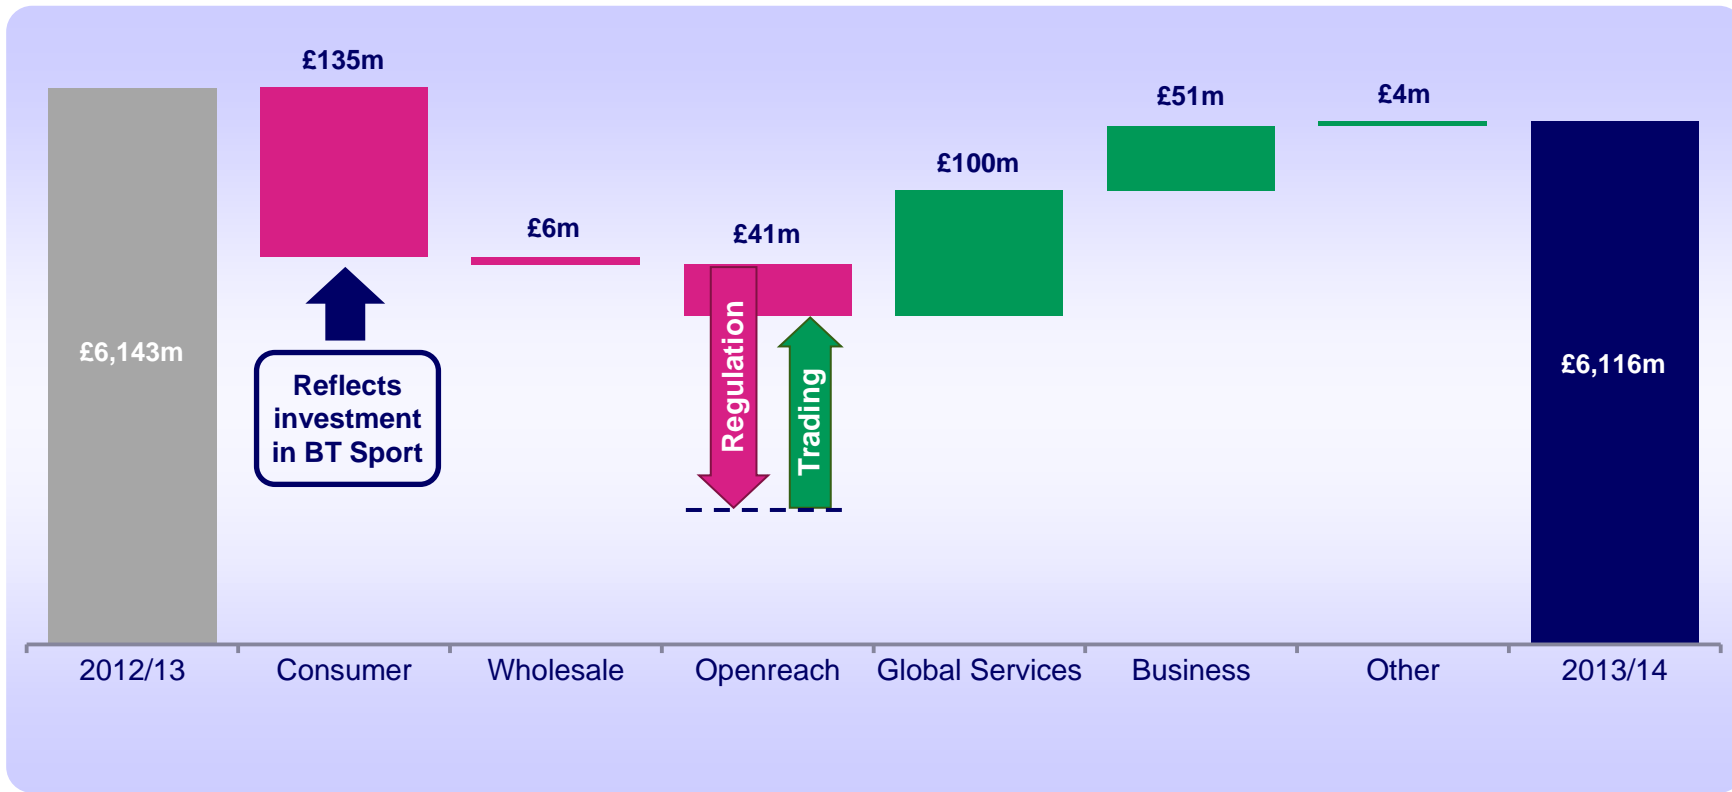 £135m
£51m
£4m
£100m
£6m
£41m
£6,143m
Reflects
investment
in BT Sport
Regulation
Trading
£6,116m
2012/13
Consumer
Wholesale
Openreach
Global Services
Business
Other
2013/14